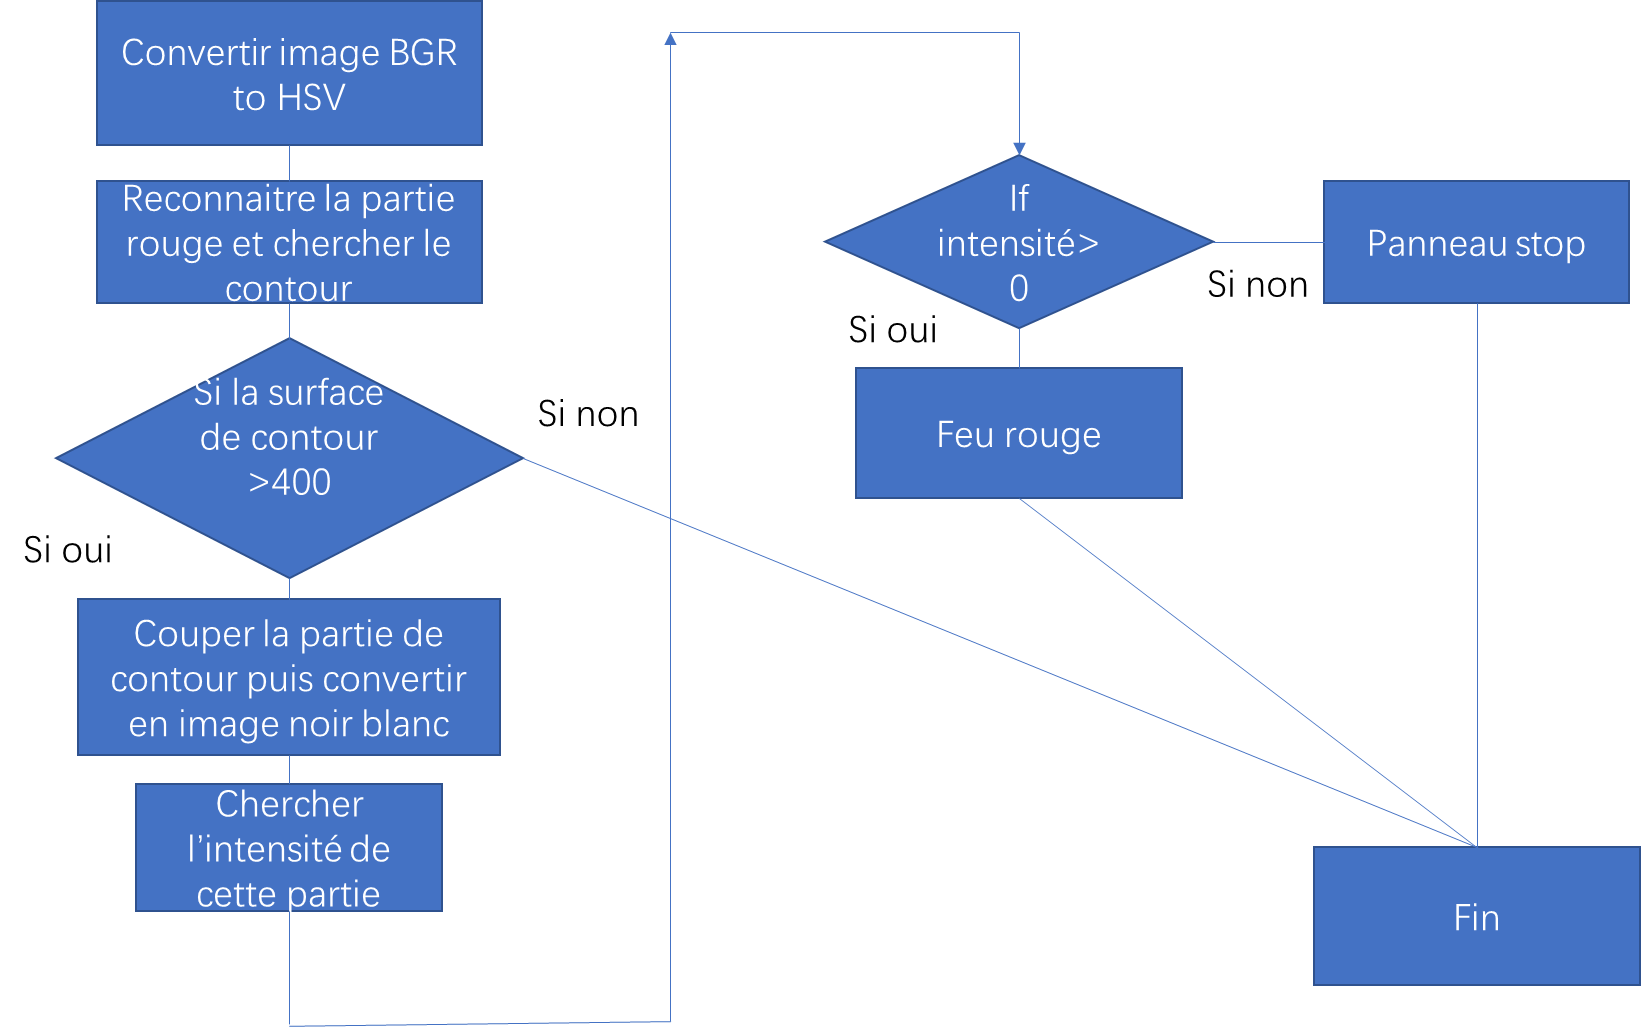 Convertir image BGR
to HSV
Reconnaitre la partie
rouge et chercher le
contour
Si la surface
de contour
>400
Si non
Si oui
Couper la partie de
contour puis convertir
en image noir blanc
Chercher
l’intensité de
cette partie
If
intensité>
0
Si non
Panneau stop
Si oui
Feu rouge
Fin